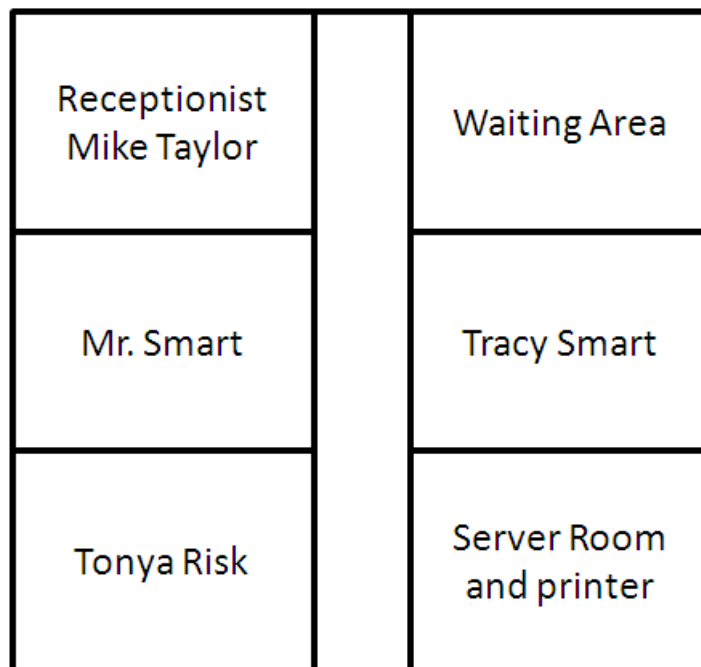 Receptionist
Mike Taylor
Waiting Area
Mr. Smart
Tracy Smart
Tonya Risk
Server Room
and printer